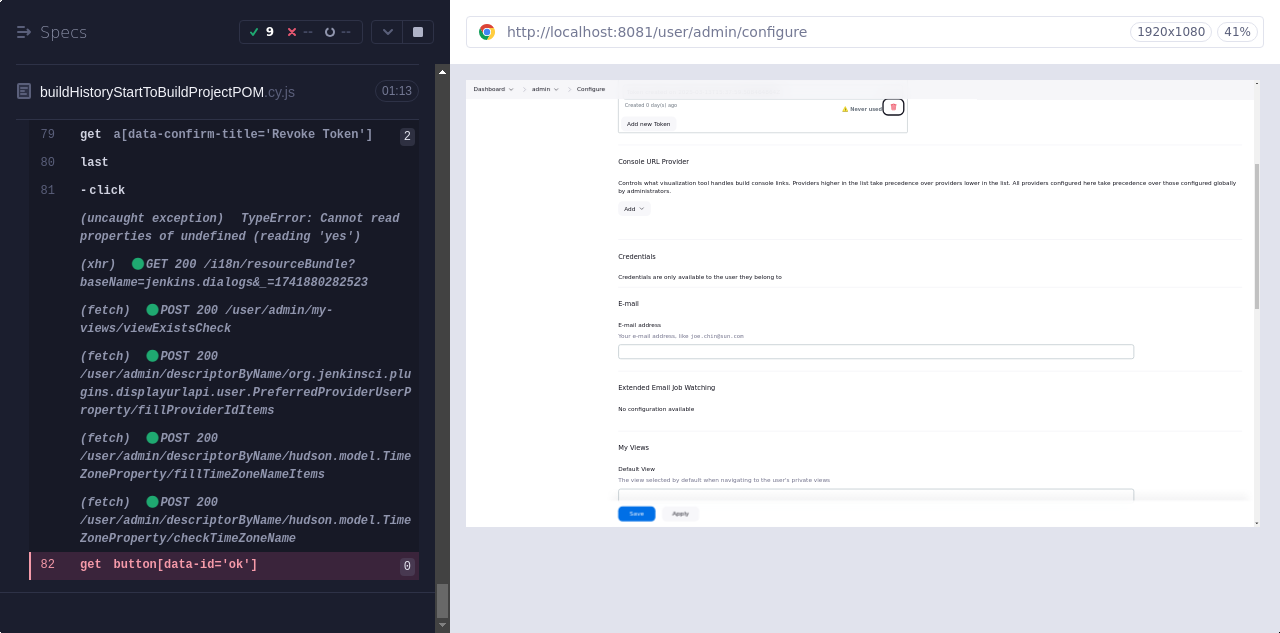 Specs
9
--
--
http://localhost:8081/user/admin/configure
1920x1080
41%
buildHistoryStartToBuildProjectPOM.cy.js
01:13
79 get a[data-confirm-title='Revoke Token'] 2
80 last
81 -click
(uncaught exception) TypeError: Cannot read
properties of undefined (reading 'yes')
(xhr) GET 200 /i18n/resourceBundle?
baseName=jenkins.dialogs&_=1741880282523
(fetch) POST 200 /user/admin/my-
views/viewExistsCheck
(fetch) POST 200
/user/admin/descriptorByName/org.jenkinsci.plu
gins.displayurlapi.user.PreferredProviderUserP
roperty/fillProviderIdItems
(fetch) POST 200
/user/admin/descriptorByName/hudson.model.Time
ZoneProperty/fillTimeZoneNameItems
(fetch) POST 200
/user/admin/descriptorByName/hudson.model.Time
ZoneProperty/checkTimeZoneName
82 get button[data-id='ok'] 0
Dashboard
admin
Configure
Created 0 day(s) ago
Never used
Add new Token
Console URL Provider
Controls what visualization tool handles build console links. Providers higher in the list take precedence over providers lower in the list. All providers configured here take precedence over those configured globally
by administrators.
Add
Credentials
Credentials are only available to the user they belong to
E-mail
E-mail address
Your e-mail address, like joe.chin@sun.com
Extended Email Job Watching
No configuration available
My Views
Default View
The view selected by default when navigating to the user's private views
Save
Apply